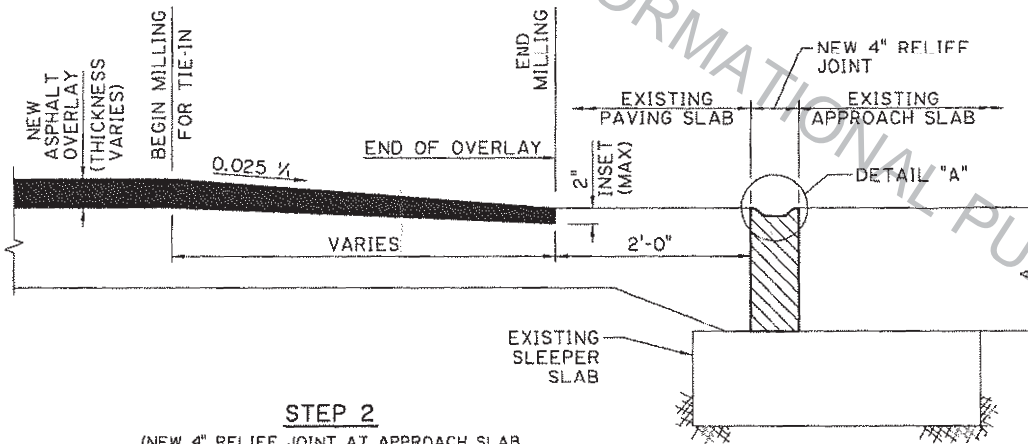 NEW
ASPHALT
OVERLAY
(THICKNESS
VARIES)
BEGIN MILLING
FOR TIE-IN
END
MILLING
NEW 4" RELIEF
JOINT
EXISTING
PAVING SLAB
EXISTING
APPROACH SLAB
END OF OVERLAY
0.025 1/1
2"
INSET
(MAX)
DETAIL "A"
VARIES
2'-0"
EXISTING
SLEEPER
SLAB
STEP 2
(NEW 4" RELIEF JOINT AT APPROACH SLAB